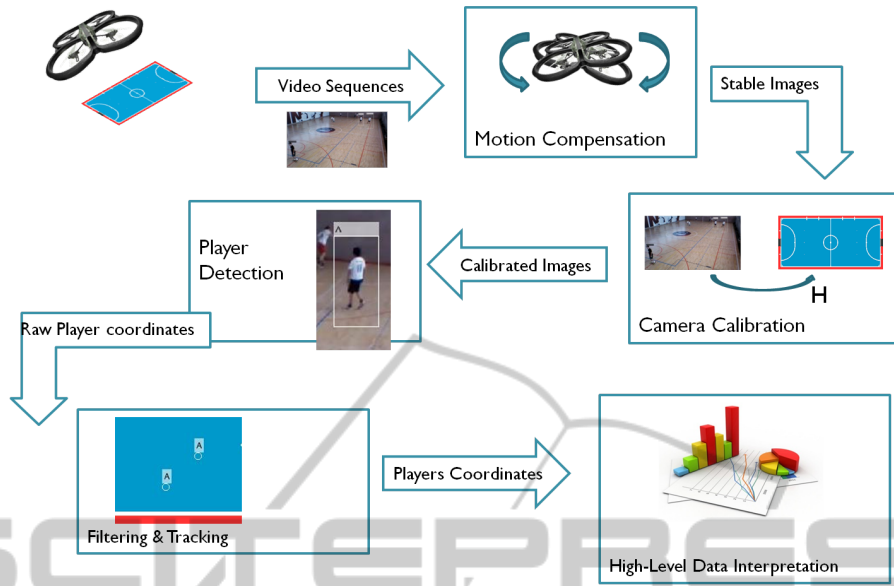 Video Sequences
Motion Compensation
Stable Images
Player
Detection
A
Calibrated Images
H
Camera Calibration
Raw Player coordinates
A
A
Filtering & Tracking
Players Coordinates
High-Level Data Interpretation
SCITEPRESS